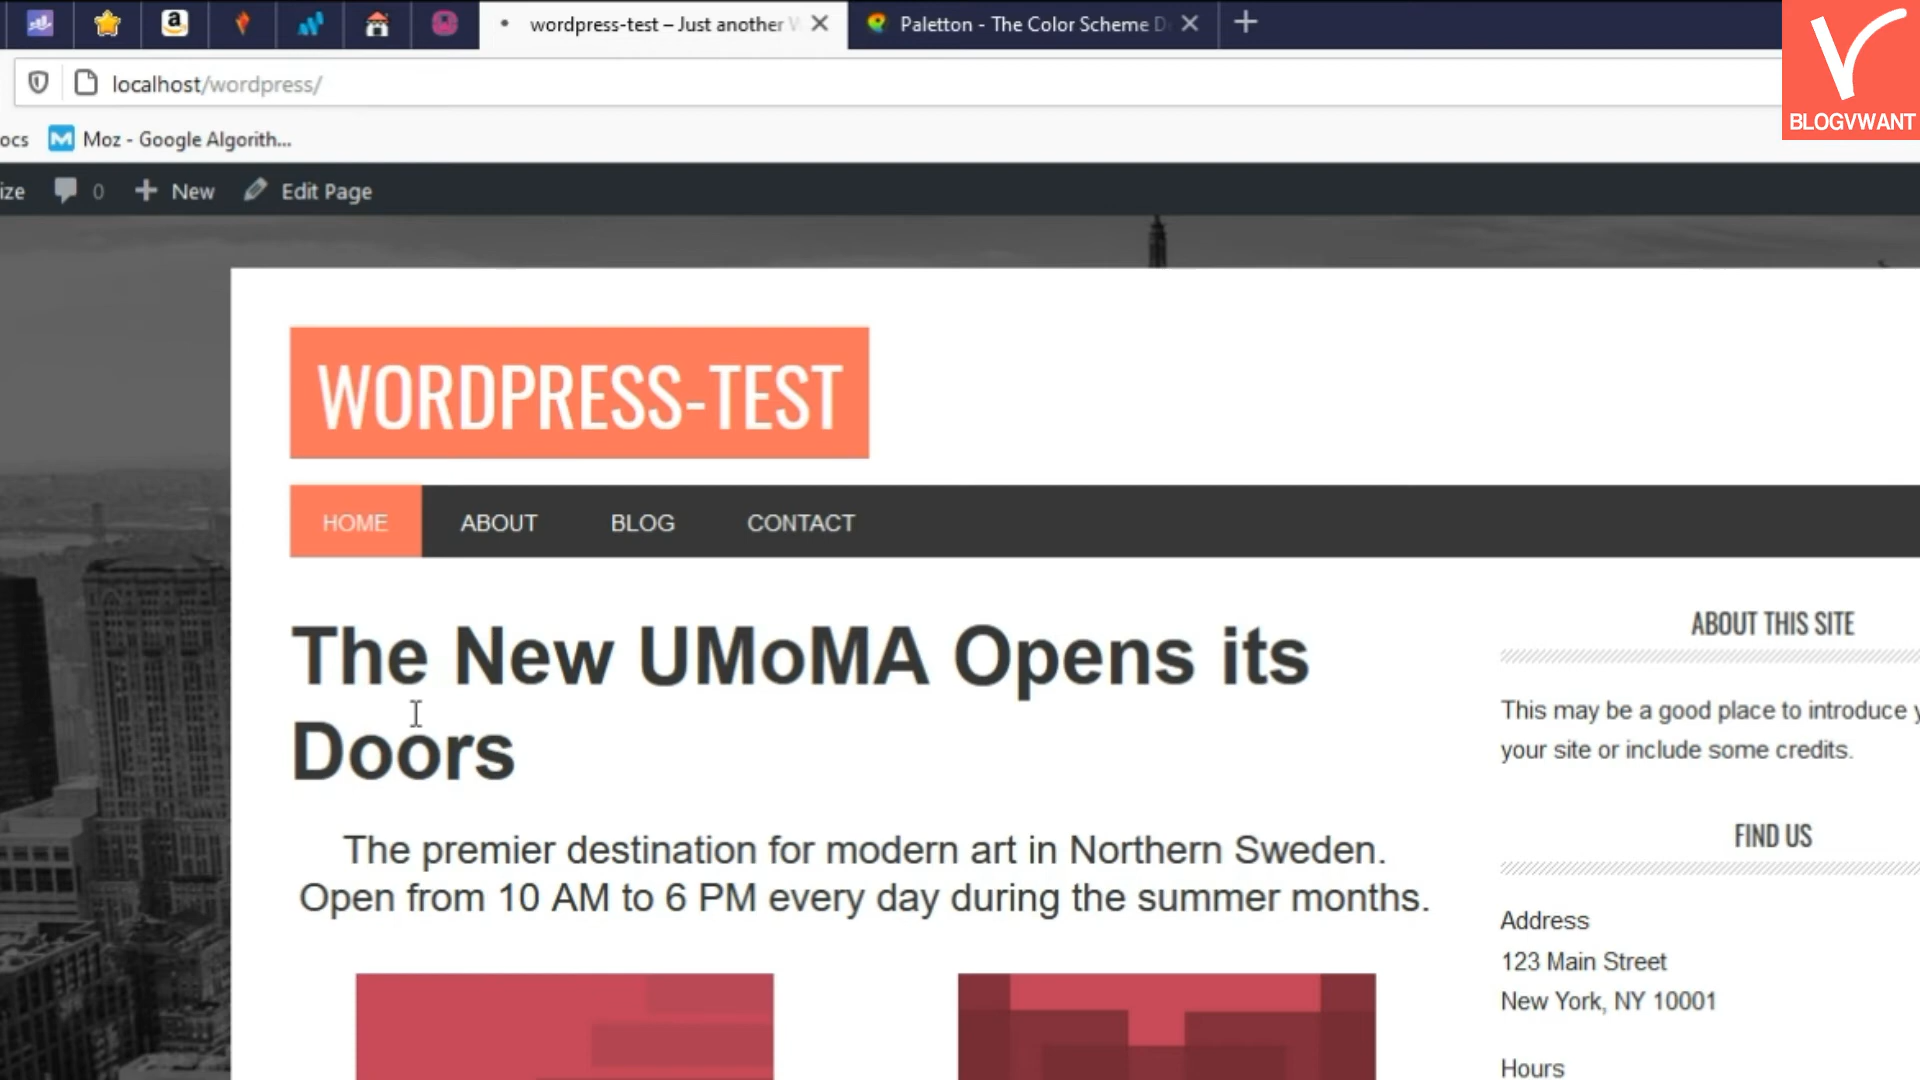 wordpress-test – Just another
Paletton - The Color Scheme D
localhost/wordpress/
BLOGVWANT
ocs
Moz - Google Algorith...
ize
0
New
Edit Page
WORDPRESS-TEST
HOME
ABOUT
BLOG
CONTACT
The New UMoMA Opens its
Doors
The premier destination for modern art in Northern Sweden.
Open from 10 AM to 6 PM every day during the summer months.
ABOUT THIS SITE
This may be a good place to introduce y
your site or include some credits.
FIND US
Address
123 Main Street
New York, NY 10001
Hours